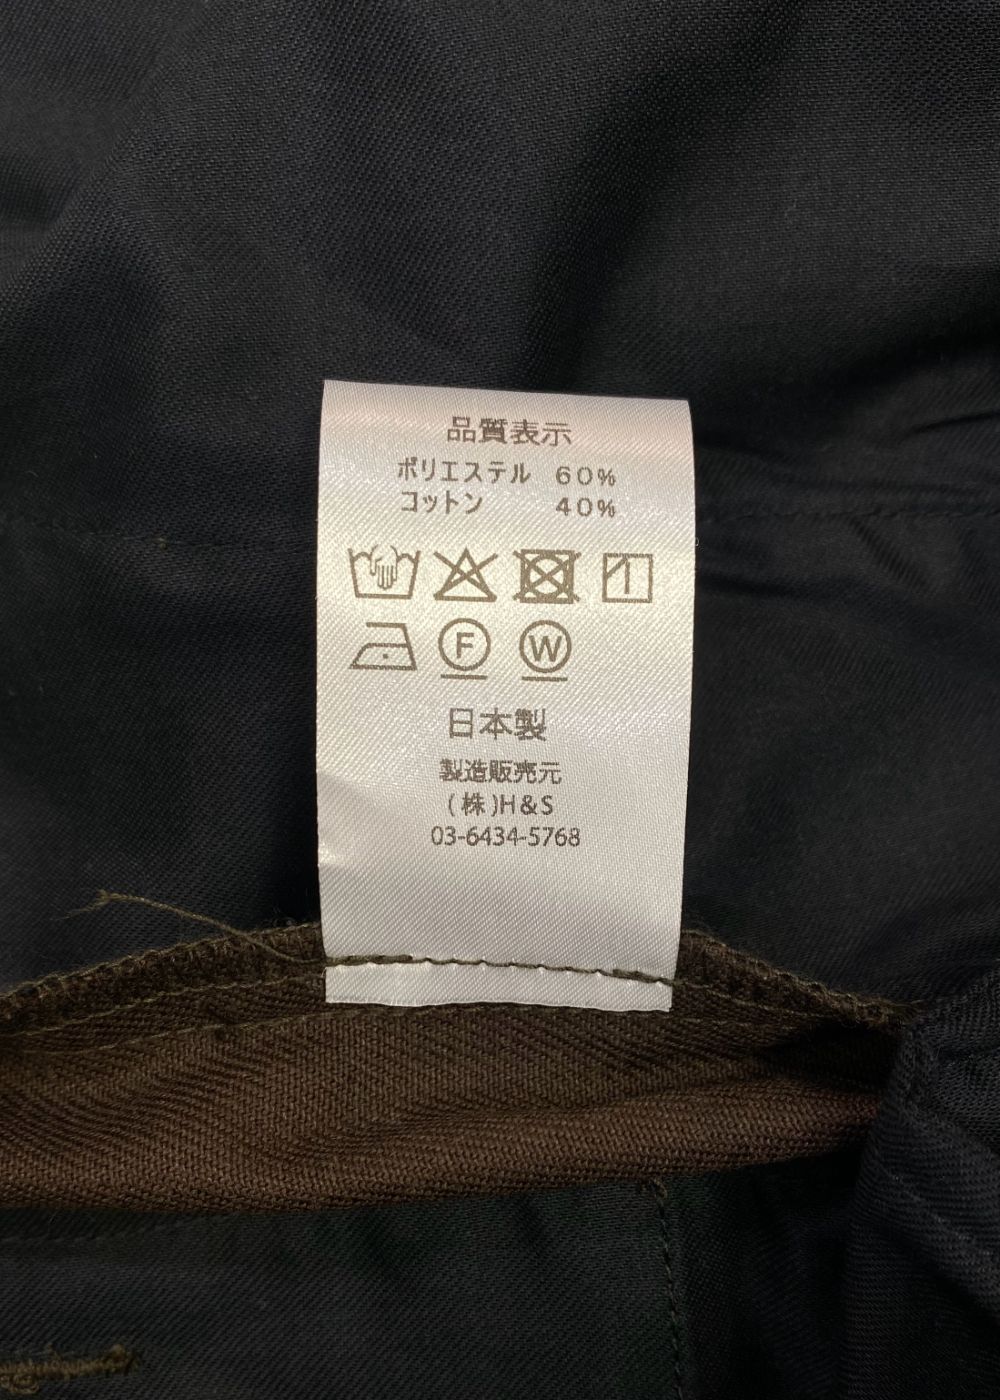 品質表示
ポリエステル 60%
コットン 40%
F W
日本製
製造販売元
(株)H&S
03-6434-5768